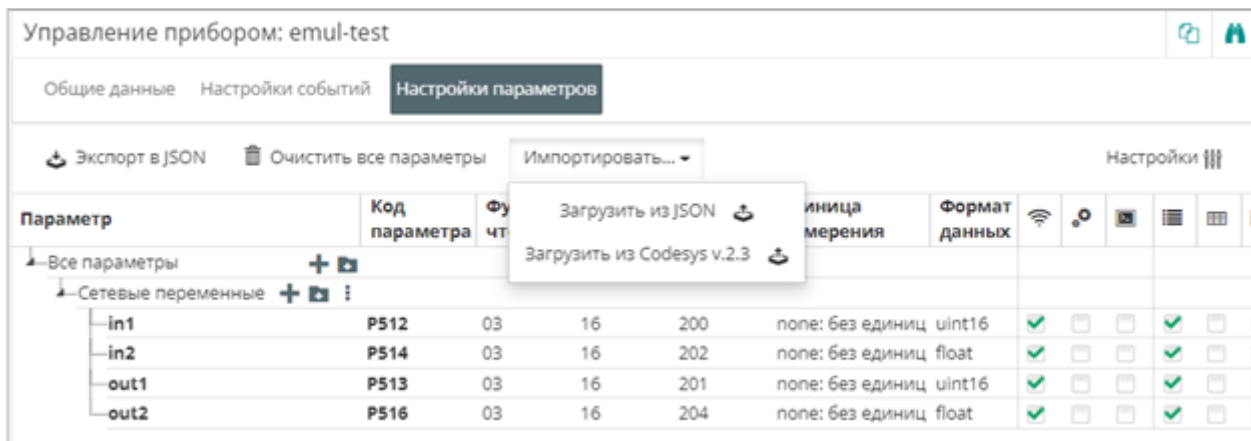 Управление прибором: emul-test
Общие данные Настройки событий Настройки параметров
Экспорт в JSON Очистить все параметры Импортировать... Настройки
Загрузить из JSON
Загрузить из Codesys v.2.3
Параметр Код параметра Формат данных
Все параметры
Сетевые переменные
in1 P512 03 16 200 none: без единиц uint16
in2 P514 03 16 202 none: без единиц float
out1 P513 03 16 201 none: без единиц uint16
out2 P516 03 16 204 none: без единиц float